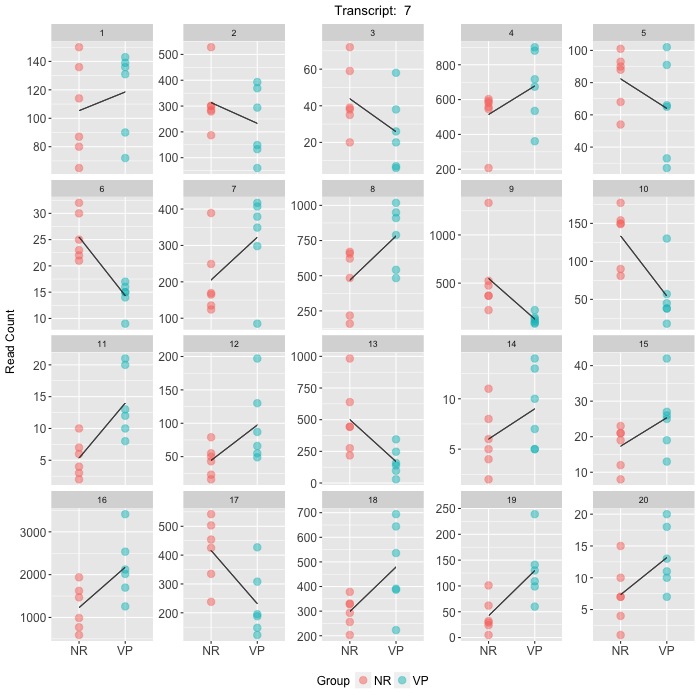 Transcript: 7
1 2 3 4 5
140 120 100 80
500 400 300 200 100
60 40 20
800 600 400 200
100 80 60 40
6 7 8 9 10
30 25 20 15 10
400 300 200 100
1000 750 500 250
1000 500
150 100 50
Read Count
11 12 13 14 15
20 15 10 5
200 150 100 50
1000 750 500 250 0
10 5
40 30 20 10
16 17 18 19 20
3000 2000 1000
500 400 300 200
700 600 500 400 300 200
250 200 150 100 50 0
20 15 10 5
NR VP NR VP NR VP NR VP NR VP
Group NR VP